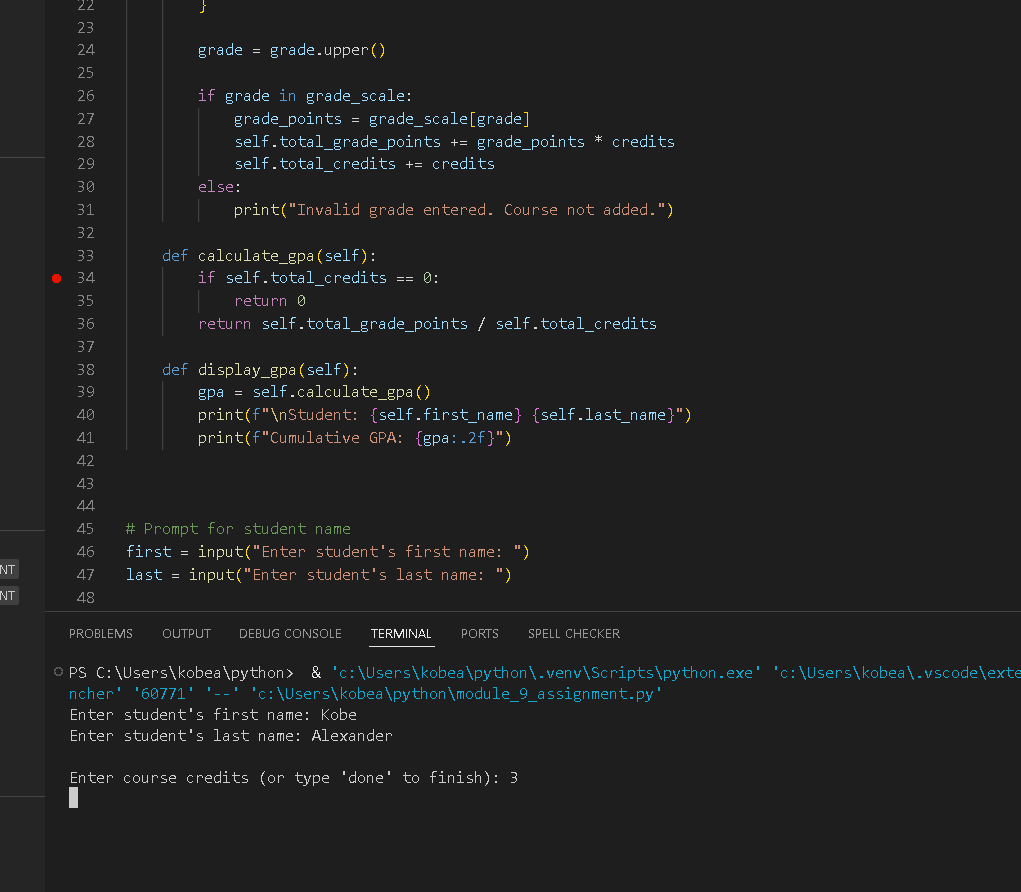 22 }
23
24 grade = grade.upper()
25
26 if grade in grade_scale:
27 grade_points = grade_scale[grade]
28 self.total_grade_points += grade_points * credits
29 self.total_credits += credits
30 else:
31 print("Invalid grade entered. Course not added.")
32
33 def calculate_gpa(self):
34 if self.total_credits == 0:
35 return 0
36 return self.total_grade_points / self.total_credits
37
38 def display_gpa(self):
39 gpa = self.calculate_gpa()
40 print(f"\nStudent: {self.first_name} {self.last_name}")
41 print(f"Cumulative GPA: {gpa:.2f}")
42
43
44
45 # Prompt for student name
46 first = input("Enter student's first name: ")
47 last = input("Enter student's last name: ")
48
NT
NT
PROBLEMS OUTPUT DEBUG CONSOLE TERMINAL PORTS SPELL CHECKER
PS C:\Users\kobea\python> & 'c:\Users\kobea\python\.venv\Scripts\python.exe' 'c:\Users\kobea\.vscode\exte
ncher' '60771' '--' 'c:\Users\kobea\python\module_9_assignment.py'
Enter student's first name: Kobe
Enter student's last name: Alexander
Enter course credits (or type 'done' to finish): 3